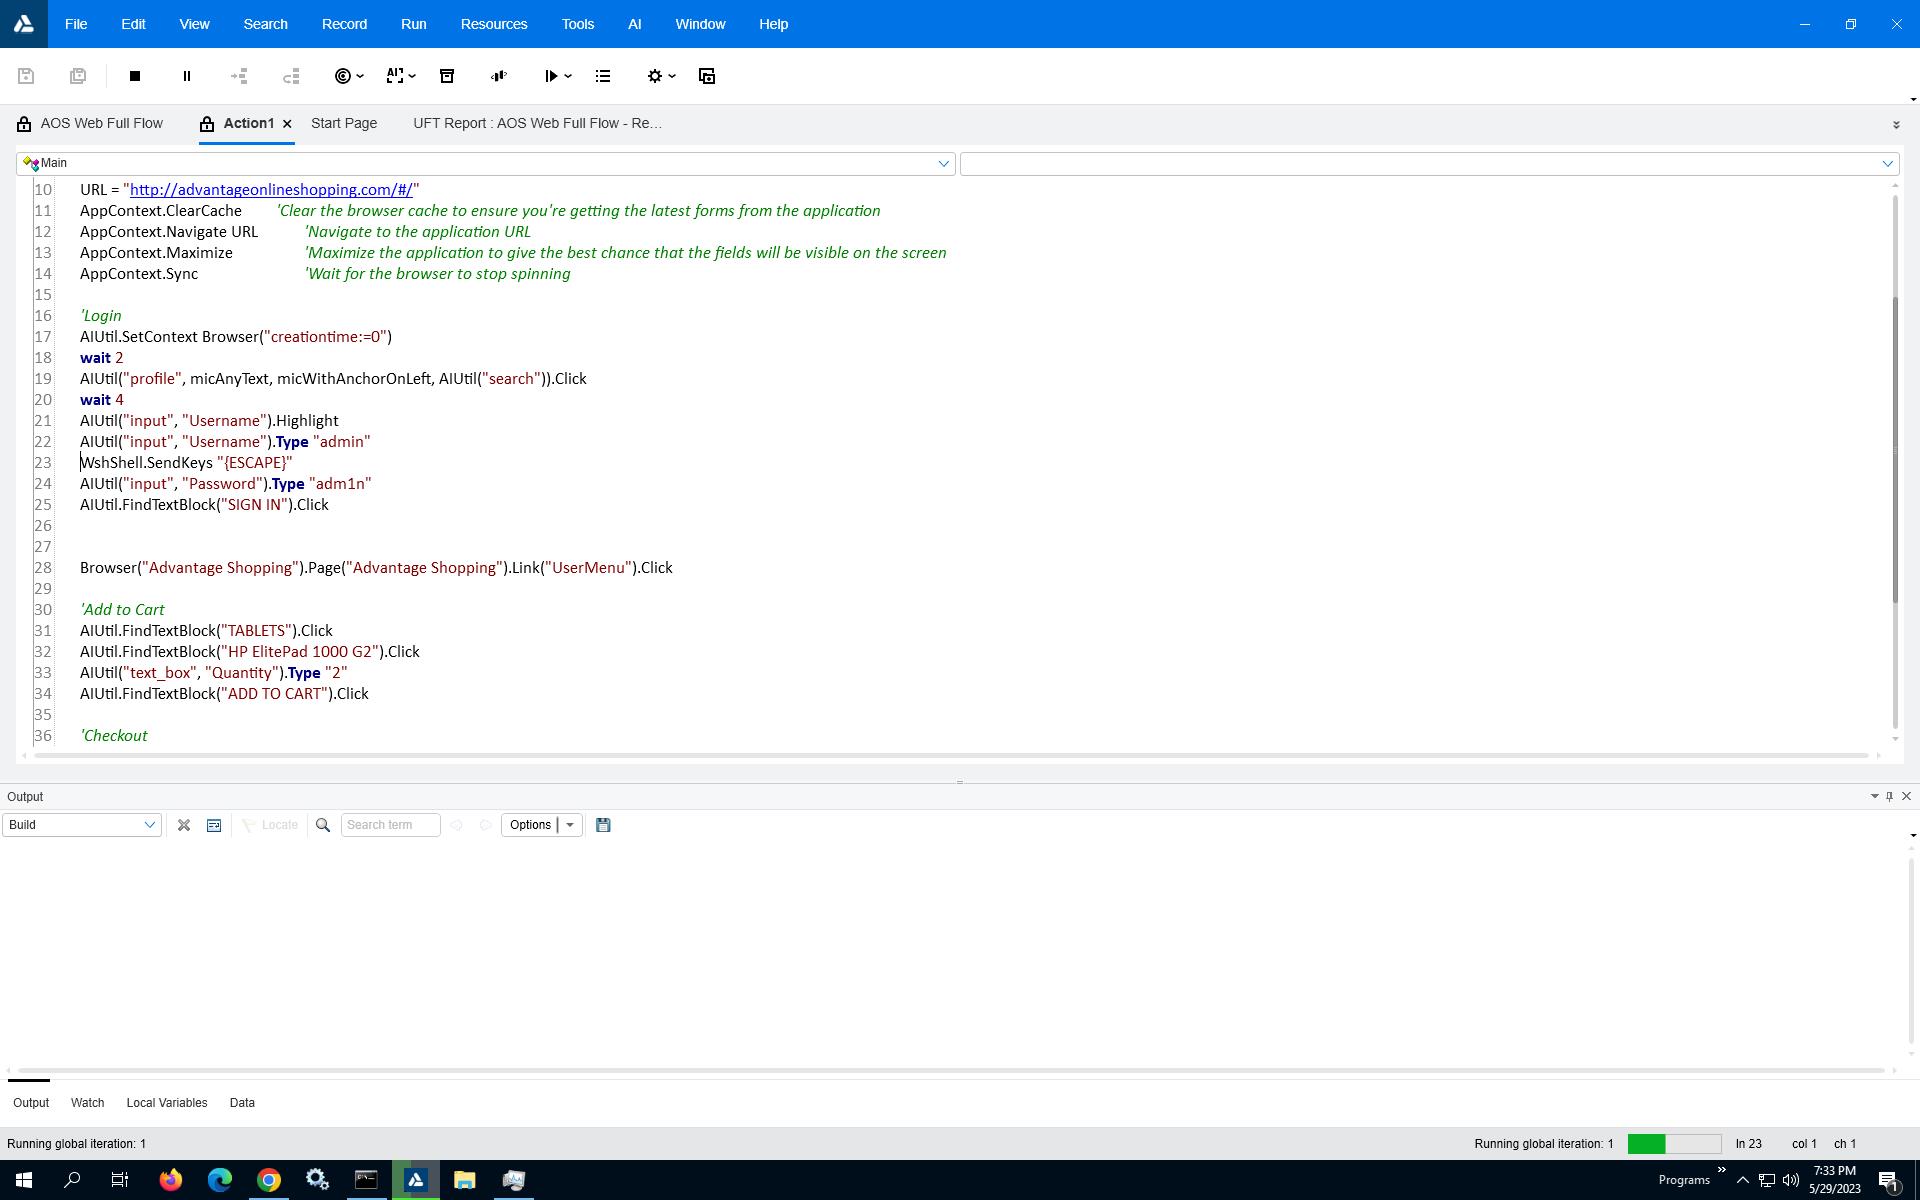 File Edit View Search Record Run Resources Tools AI Window Help
AI
AOS Web Full Flow Action1 Start Page UFT Report : AOS Web Full Flow - Re...
Main
10 URL = "http://advantageonlineshopping.com/#/"
11 AppContext.ClearCache 'Clear the browser cache to ensure you're getting the latest forms from the application
12 AppContext.Navigate URL 'Navigate to the application URL
13 AppContext.Maximize 'Maximize the application to give the best chance that the fields will be visible on the screen
14 AppContext.Sync 'Wait for the browser to stop spinning
15
16 'Login
17 AIUtil.SetContext Browser("creationtime:=0")
18 wait 2
19 AIUtil("profile", micAnyText, micWithAnchorOnLeft, AIUtil("search")).Click
20 wait 4
21 AIUtil("input", "Username").Highlight
22 AIUtil("input", "Username").Type "admin"
23 WshShell.SendKeys "{ESCAPE}"
24 AIUtil("input", "Password").Type "adm1n"
25 AIUtil.FindTextBlock("SIGN IN").Click
26
27
28 Browser("Advantage Shopping").Page("Advantage Shopping").Link("UserMenu").Click
29
30 'Add to Cart
31 AIUtil.FindTextBlock("TABLETS").Click
32 AIUtil.FindTextBlock("HP ElitePad 1000 G2").Click
33 AIUtil("text_box", "Quantity").Type "2"
34 AIUtil.FindTextBlock("ADD TO CART").Click
35
36 'Checkout
Output
Build Locate Search term Options
Output Watch Local Variables Data
Running global iteration: 1 Running global iteration: 1 ln 23 col 1 ch 1
Programs 7:33 PM
5/29/2023 1